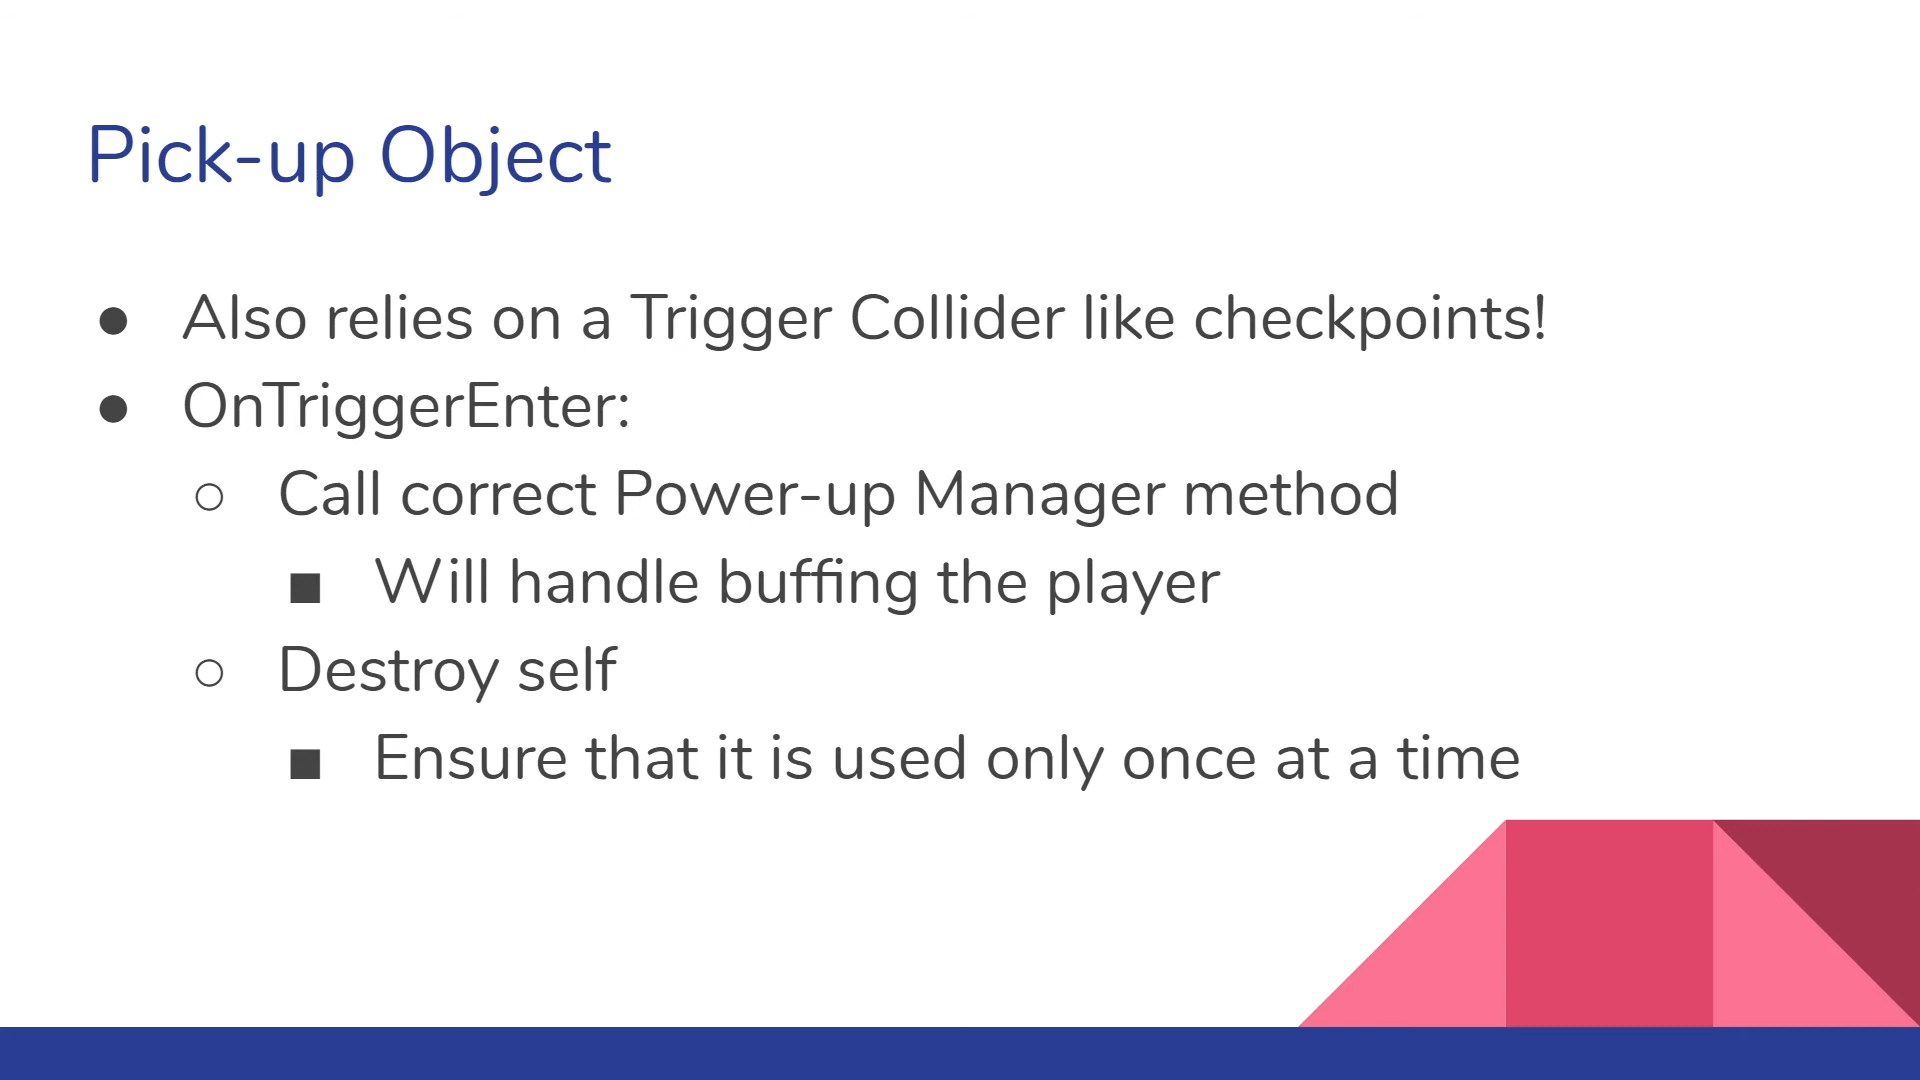 Pick-up Object
● Also relies on a Trigger Collider like checkpoints!
● OnTriggerEnter:
○ Call correct Power-up Manager method
■ Will handle buffing the player
○ Destroy self
■ Ensure that it is used only once at a time